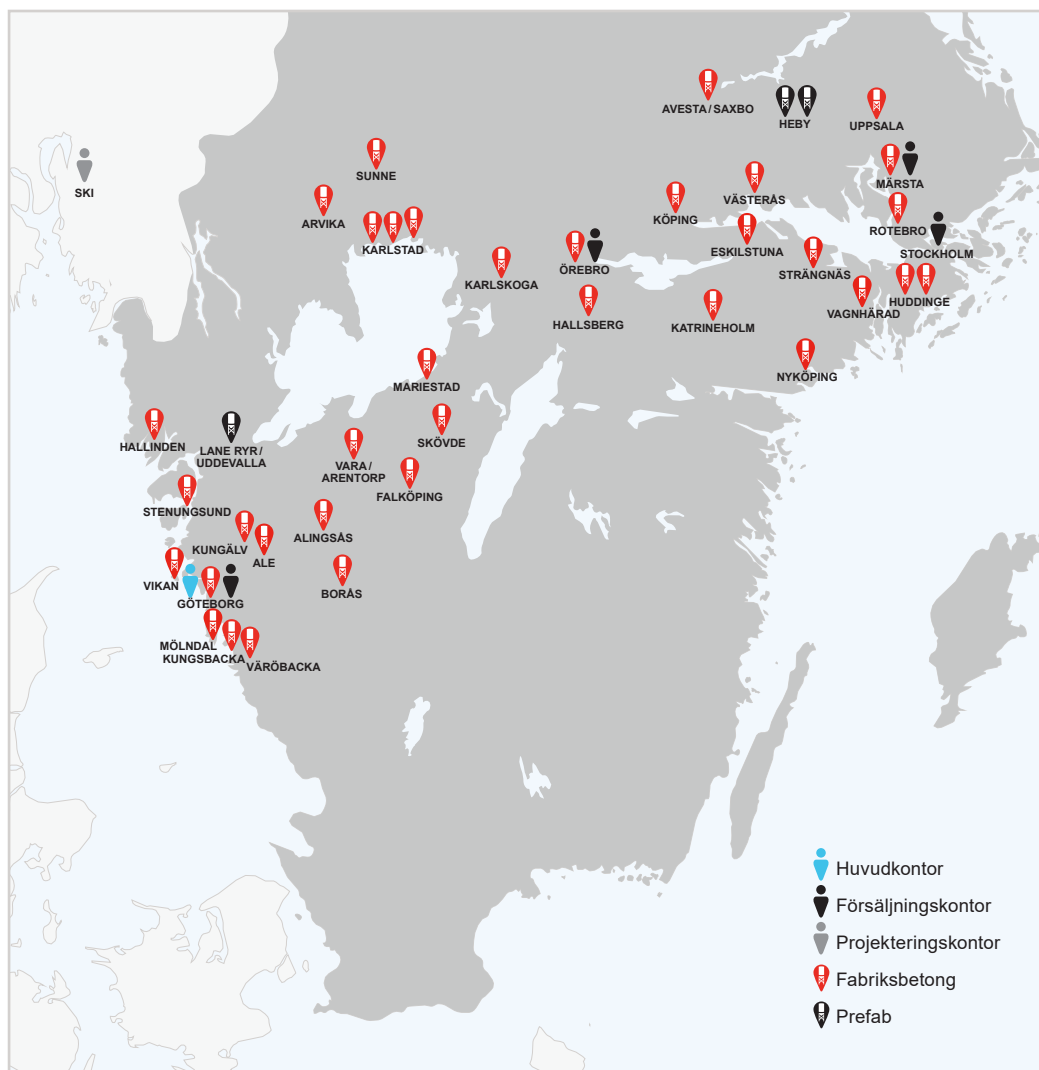 AVESTA / SAXBO
HEBY
UPPSALA
SKI
SUNNE
MÄRSTA
ARVIKA
KÖPING
VÄSTERÅS
ROTEBRO
KARLSTAD
ÖREBRO
ESKILSTUNA
STOCKHOLM
KARLSKOGA
STRÄNGNÄS
HUDDINGE
VAGNHÄRAD
HALLSBERG
KATRINEHOLM
NYKÖPING
MARIESTAD
SKÖVDE
HALLINDEN
LANE RYR /
UDDEVALLA
VARA /
ARENTORP
FALKÖPING
STENUNGSUND
ALINGSÅS
KUNGÄLV
ALE
VIKAN
BORÅS
GÖTEBORG
MÖLNDAL
KUNGSBACKA
VÄRÖBACKA
Huvudkontor
Försäljningskontor
Projekteringskontor
Fabriksbetong
Prefab